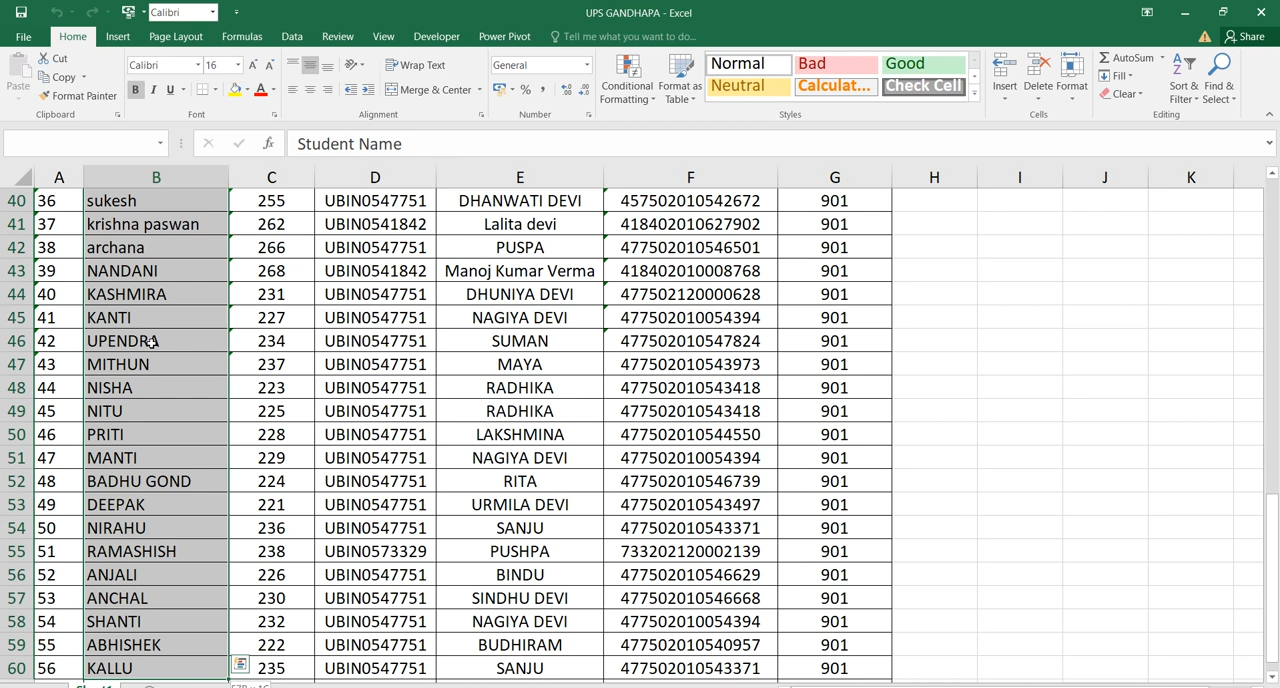 Calibri
UPS GANDHAPA - Excel
File Home Insert Page Layout Formulas Data Review View Developer Power Pivot Tell me what you want to do... Share
Paste Cut Copy Format Painter Clipboard
Calibri 16 B I U Font
Wrap Text Merge & Center Alignment
General % , Number
Conditional Formatting Format as Table
Normal Bad Good
Neutral Calculat... Check Cell
Styles
Insert Delete Format Cells
AutoSum Fill Clear Sort & Filter Find & Select Editing
fx Student Name
A B C D E F G H I J K
40 36 sukesh 255 UBIN0547751 DHANWATI DEVI 457502010542672 901
41 37 krishna paswan 262 UBIN0541842 Lalita devi 418402010627902 901
42 38 archana 266 UBIN0547751 PUSPA 477502010546501 901
43 39 NANDANI 268 UBIN0541842 Manoj Kumar Verma 418402010008768 901
44 40 KASHMIRA 231 UBIN0547751 DHUNIYA DEVI 477502120000628 901
45 41 KANTI 227 UBIN0547751 NAGIYA DEVI 477502010054394 901
46 42 UPENDRA 234 UBIN0547751 SUMAN 477502010547824 901
47 43 MITHUN 237 UBIN0547751 MAYA 477502010543973 901
48 44 NISHA 223 UBIN0547751 RADHIKA 477502010543418 901
49 45 NITU 225 UBIN0547751 RADHIKA 477502010543418 901
50 46 PRITI 228 UBIN0547751 LAKSHMINA 477502010544550 901
51 47 MANTI 229 UBIN0547751 NAGIYA DEVI 477502010054394 901
52 48 BADHU GOND 224 UBIN0547751 RITA 477502010546739 901
53 49 DEEPAK 221 UBIN0547751 URMILA DEVI 477502010543497 901
54 50 NIRAHU 236 UBIN0547751 SANJU 477502010543371 901
55 51 RAMASHISH 238 UBIN0573329 PUSHPA 733202120002139 901
56 52 ANJALI 226 UBIN0547751 BINDU 477502010546629 901
57 53 ANCHAL 230 UBIN0547751 SINDHU DEVI 477502010546668 901
58 54 SHANTI 232 UBIN0547751 NAGIYA DEVI 477502010054394 901
59 55 ABHISHEK 222 UBIN0547751 BUDHIRAM 477502010540957 901
60 56 KALLU 235 UBIN0547751 SANJU 477502010543371 901